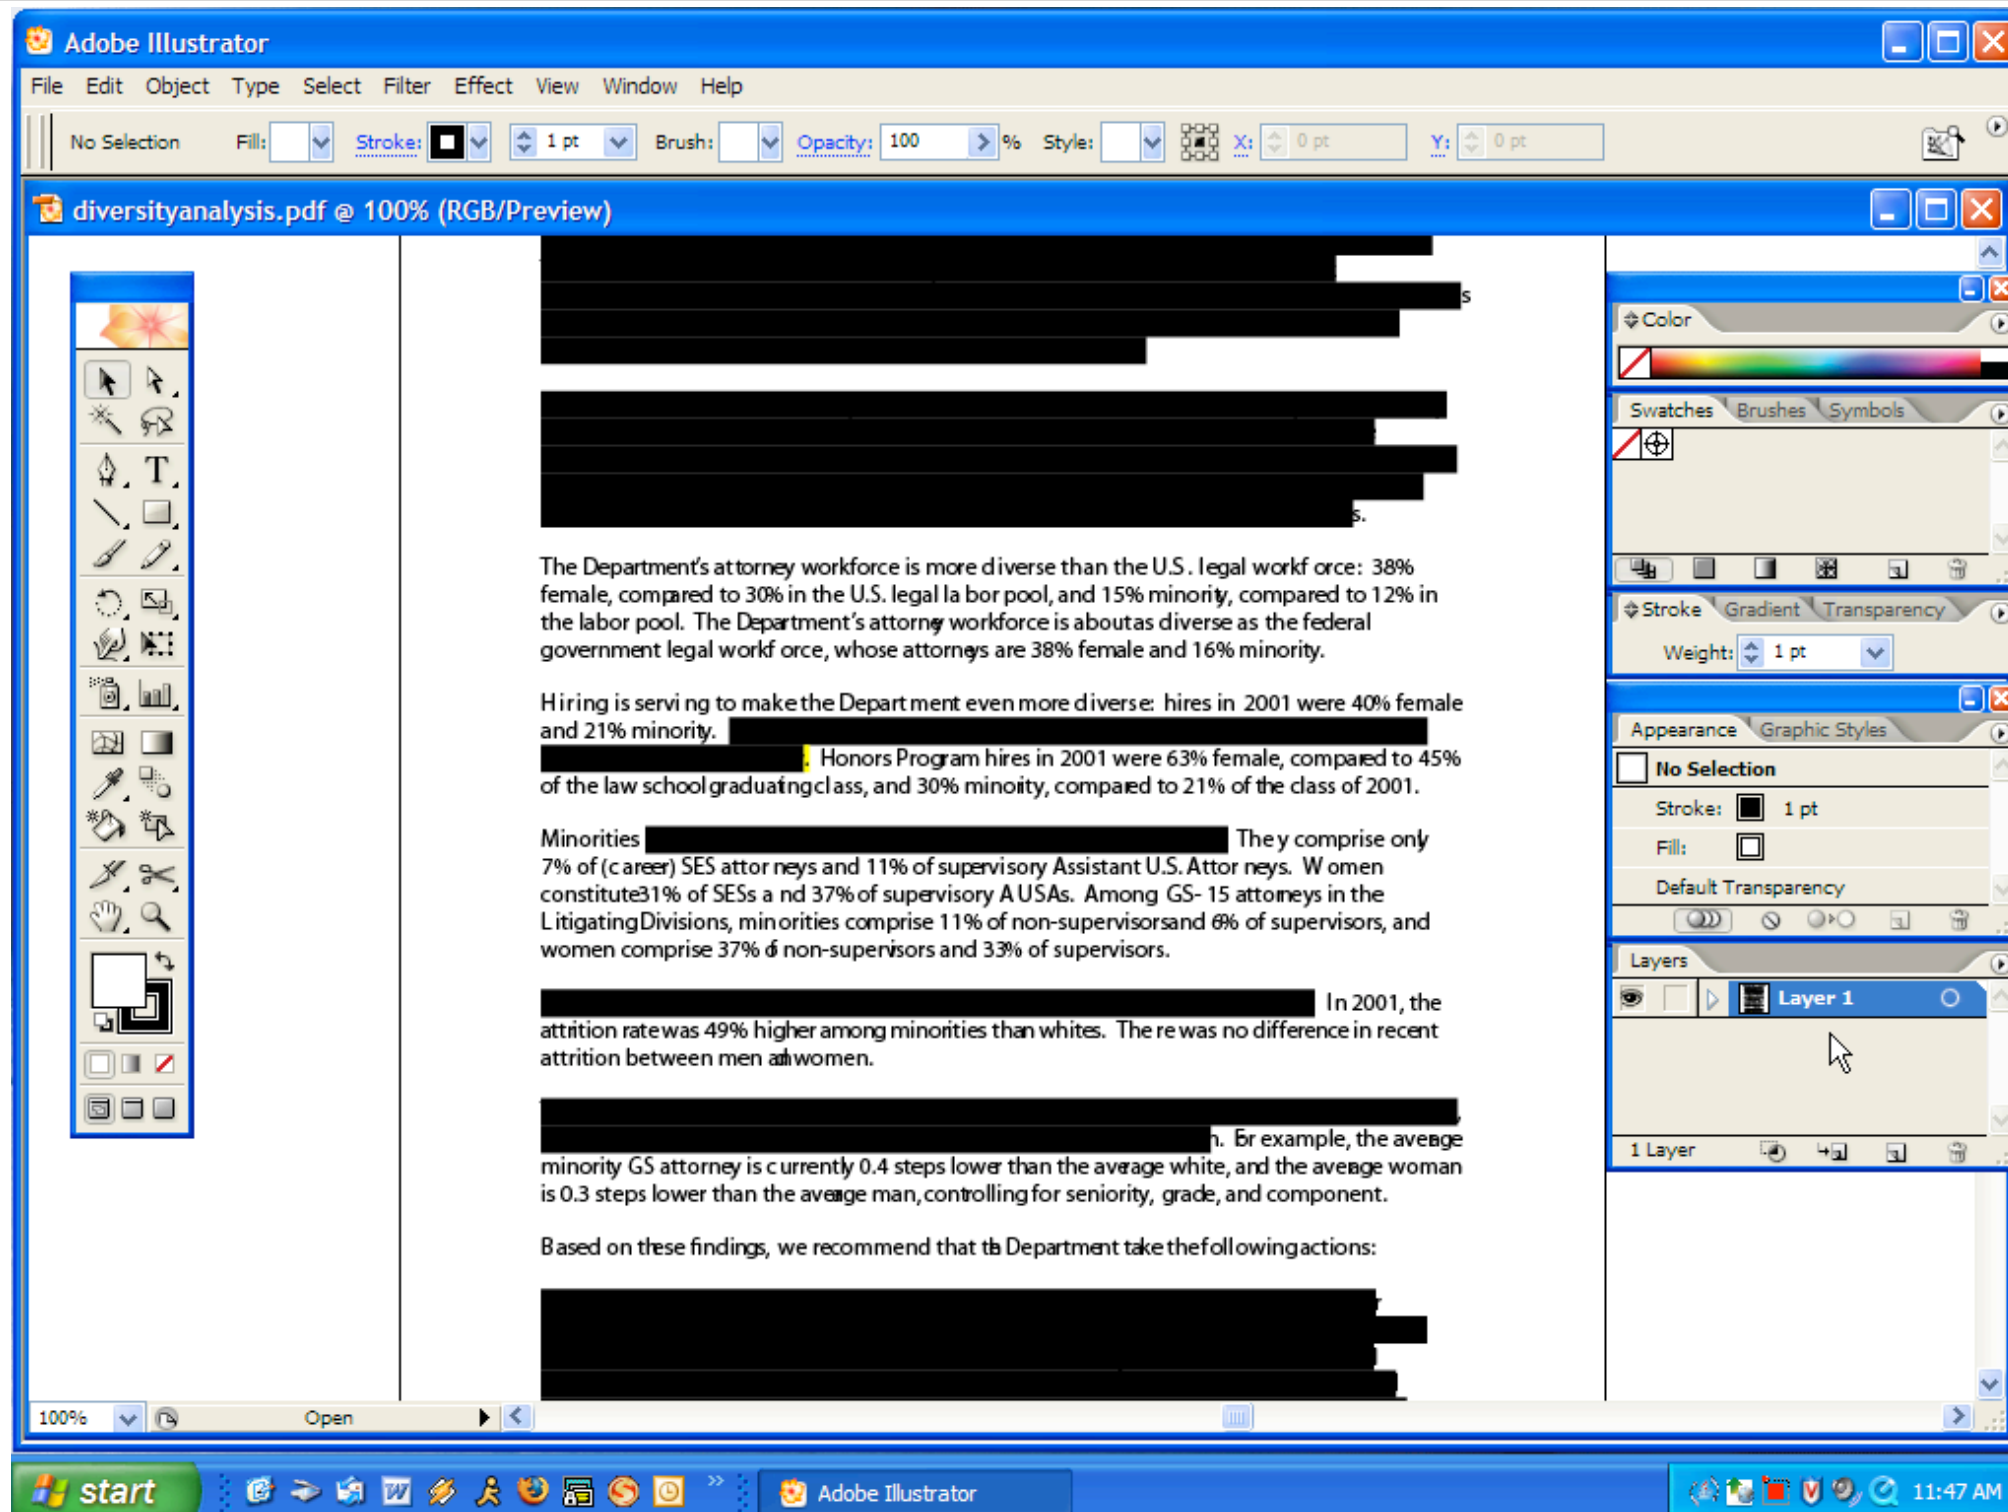 Adobe Illustrator
File Edit Object Type Select Filter Effect View Window Help
No Selection Fill: Stroke: 1 pt Brush: Opacity: 100 % Style: X: 0 pt Y: 0 pt
diversityanalysis.pdf @ 100% (RGB/Preview)
s
s.
The Department's attorney workforce is more diverse than the U.S. legal workforce: 38%
female, compared to 30% in the U.S. legal labor pool, and 15% minority, compared to 12% in
the labor pool. The Department's attorney workforce is about as diverse as the federal
government legal workforce, whose attorneys are 38% female and 16% minority.
Hiring is serving to make the Department even more diverse: hires in 2001 were 40% female
and 21% minority.
. Honors Program hires in 2001 were 63% female, compared to 45%
of the law school graduating class, and 30% minority, compared to 21% of the class of 2001.
Minorities They comprise only
7% of (career) SES attorneys and 11% of supervisory Assistant U.S. Attorneys. Women
constitute 31% of SESs and 37% of supervisory AUSAs. Among GS-15 attorneys in the
Litigating Divisions, minorities comprise 11% of non-supervisors and 6% of supervisors, and
women comprise 37% of non-supervisors and 33% of supervisors.
In 2001, the
attrition rate was 49% higher among minorities than whites. There was no difference in recent
attrition between men and women.
,
n. For example, the average
minority GS attorney is currently 0.4 steps lower than the average white, and the average woman
is 0.3 steps lower than the average man, controlling for seniority, grade, and component.
Based on these findings, we recommend that the Department take the following actions:
Color
Swatches Brushes Symbols
Stroke Gradient Transparency
Weight: 1 pt
Appearance Graphic Styles
No Selection
Stroke: 1 pt
Fill:
Default Transparency
Layers
Layer 1
1 Layer
100% Open
start Adobe Illustrator 11:47 AM